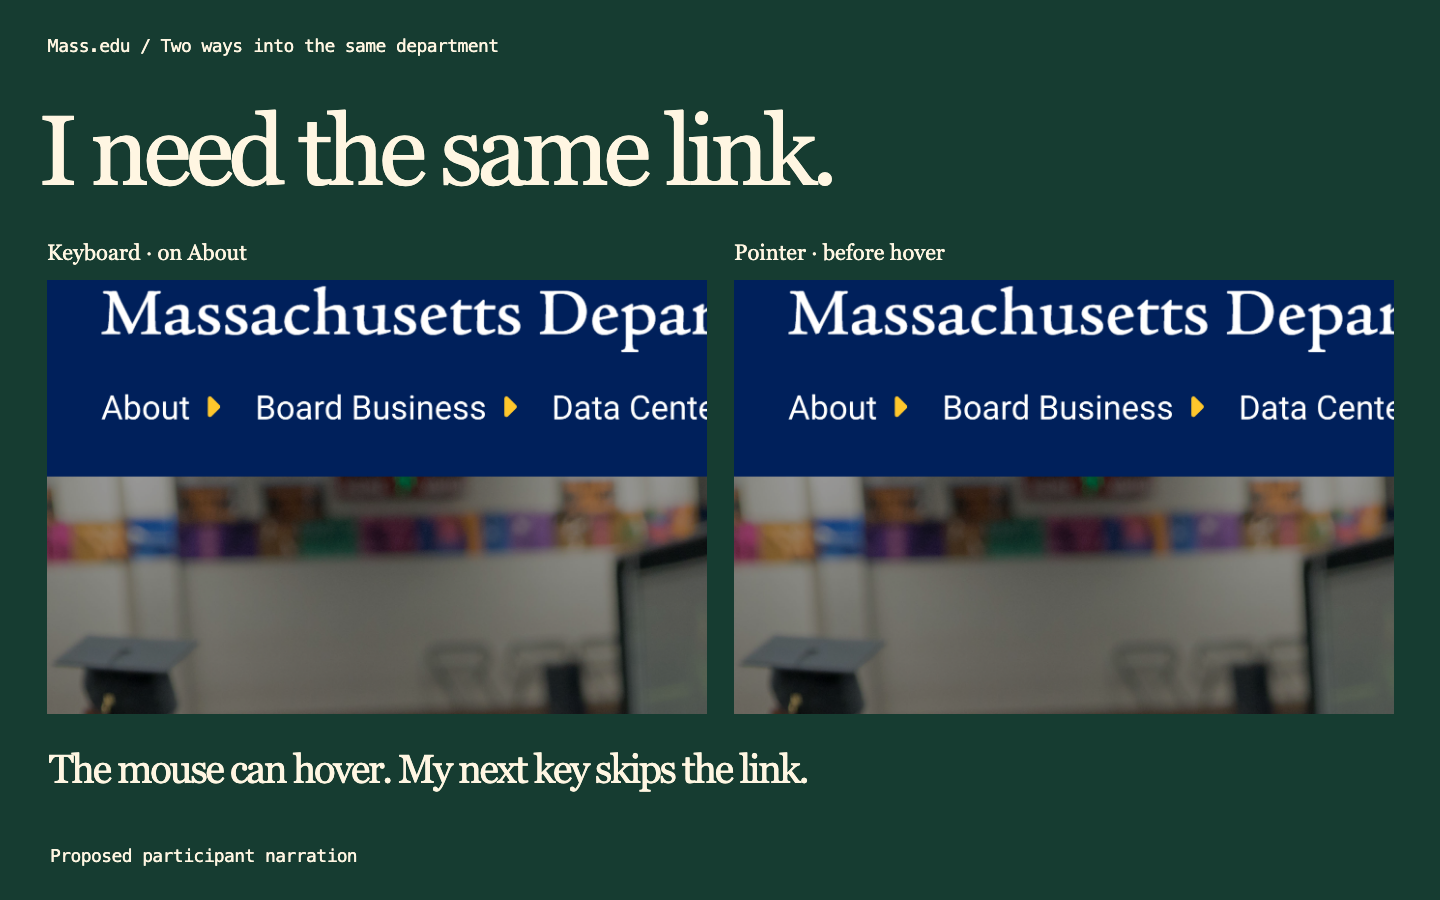 Mass.edu / Two ways into the same department
I need the same link.
Keyboard · on About
Massachusetts Depar
About Board Business Data Cente
Pointer · before hover
Massachusetts Depar
About Board Business Data Cente
The mouse can hover. My next key skips the link.
Proposed participant narration